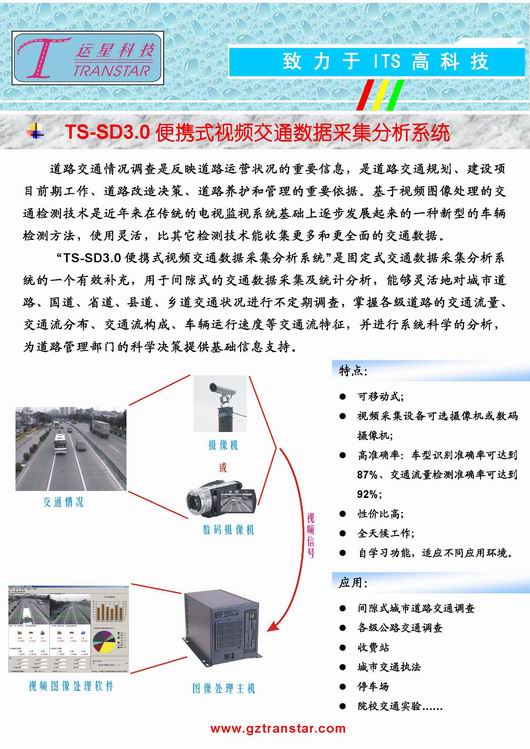 运星科技
TRANSTAR
致力于ITS高科技
TS-SD3.0 便携式视频交通数据采集分析系统
道路交通情况调查是反映道路运营状况的重要信息，是道路交通规划、建设项
目前期工作、道路改造决策、道路养护和管理的重要依据。基于视频图像处理的交
通检测技术是近年来在传统的电视监视系统基础上逐步发展起来的一种新型的车辆
检测方法，使用灵活，比其它检测技术能收集更多和更全面的交通数据。
“TS-SD3.0 便携式视频交通数据采集分析系统”是固定式交通数据采集分析系
统的一个有效补充，用于间隙式的交通数据采集及统计分析，能够灵活地对城市道
路、国道、省道、县道、乡道交通状况进行不定期调查，掌握各级道路的交通流量、
交通流分布、交通流构成、车辆运行速度等交通流特征，并进行系统科学的分析，
为道路管理部门的科学决策提供基础信息支持。
交通情况
摄像机
或
数码摄像机
视频信号
视频图像处理软件
图像处理主机
特点：
● 可移动式；
● 视频采集设备可选摄像机或数码
摄像机；
● 高准确率：车型识别准确率可达到
87%、交通流量检测准确率可达到
92%；
● 性价比高；
● 全天候工作；
● 自学习功能，适应不同应用环境。
应用：
● 间隙式城市道路交通调查
● 各级公路交通调查
● 收费站
● 城市交通执法
● 停车场
● 院校交通实验……
www.gztranstar.com